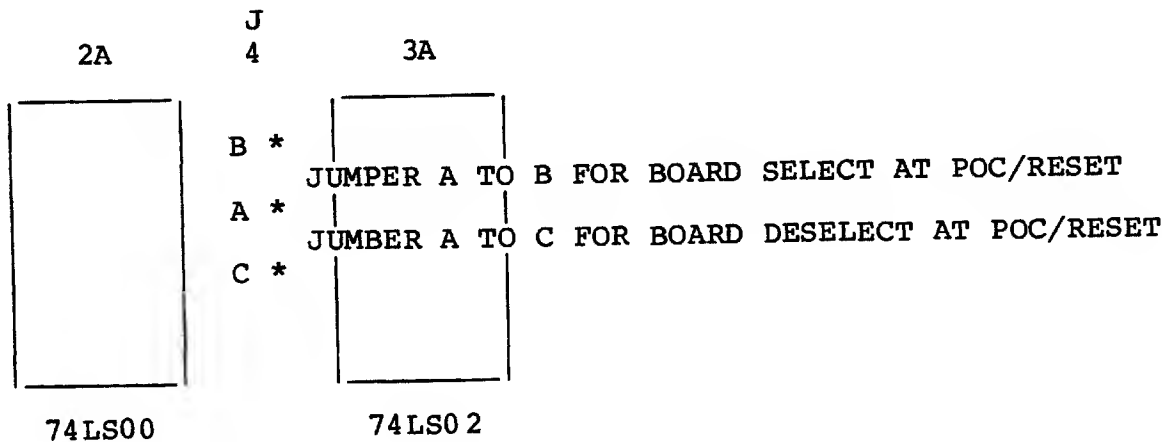 J
2A 4 3A
B *
JUMPER A TO B FOR BOARD SELECT AT POC/RESET
A *
JUMBER A TO C FOR BOARD DESELECT AT POC/RESET
C *
74LS00 74LS02